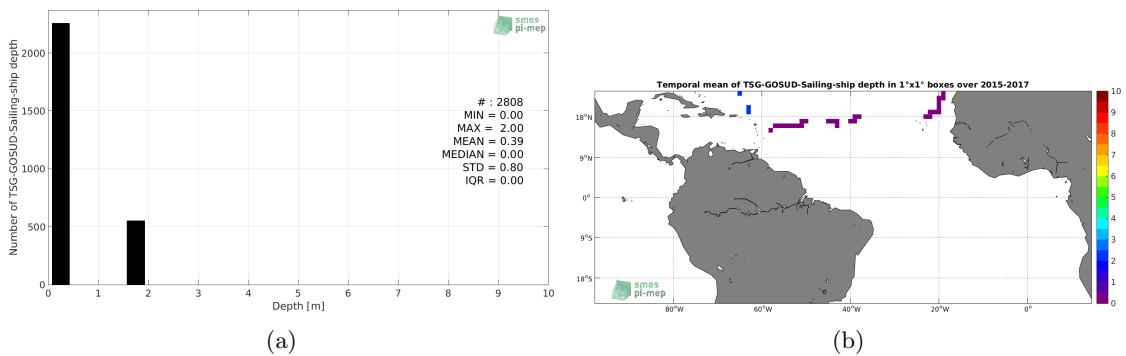 smos
pi-mep
Number of TSG-GOSUD-Sailing-ship depth
2000
1500
1000
500
0
# : 2808
MIN = 0.00
MAX = 2.00
MEAN = 0.39
MEDIAN = 0.00
STD = 0.80
IQR = 0.00
0 1 2 3 4 5 6 7 8 9 10
Depth [m]
(a)
Temporal mean of TSG-GOSUD-Sailing-ship depth in 1°x1° boxes over 2015-2017
18°N
9°N
0°
9°S
18°S
80°W 60°W 40°W 20°W 0°
10
9
8
7
6
5
4
3
2
1
0
smos
pi-mep
(b)